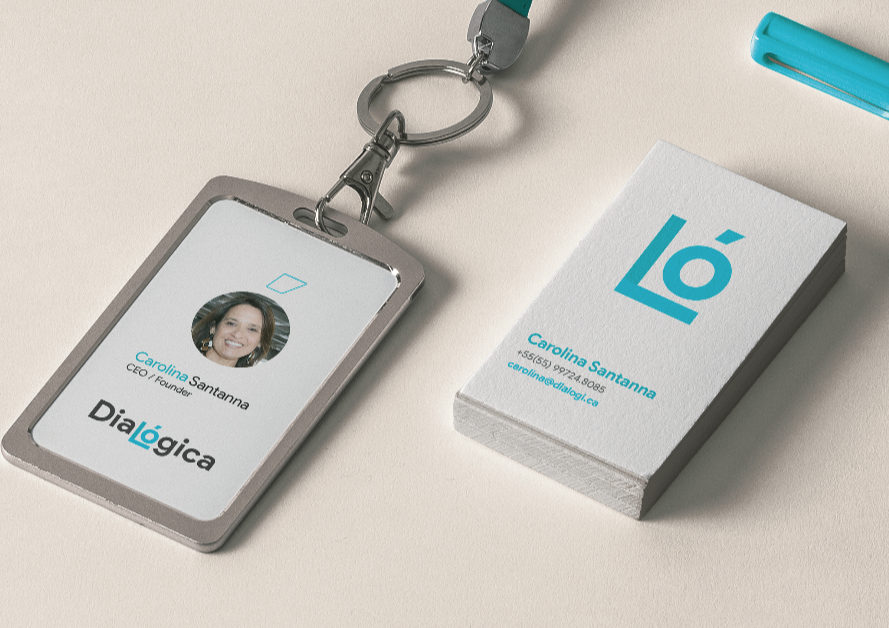 Carolina Santanna
CEO / Founder
DiaLógica
Ló
Carolina Santanna
+55(55) 99724.8085
carolina@dialogi.ca